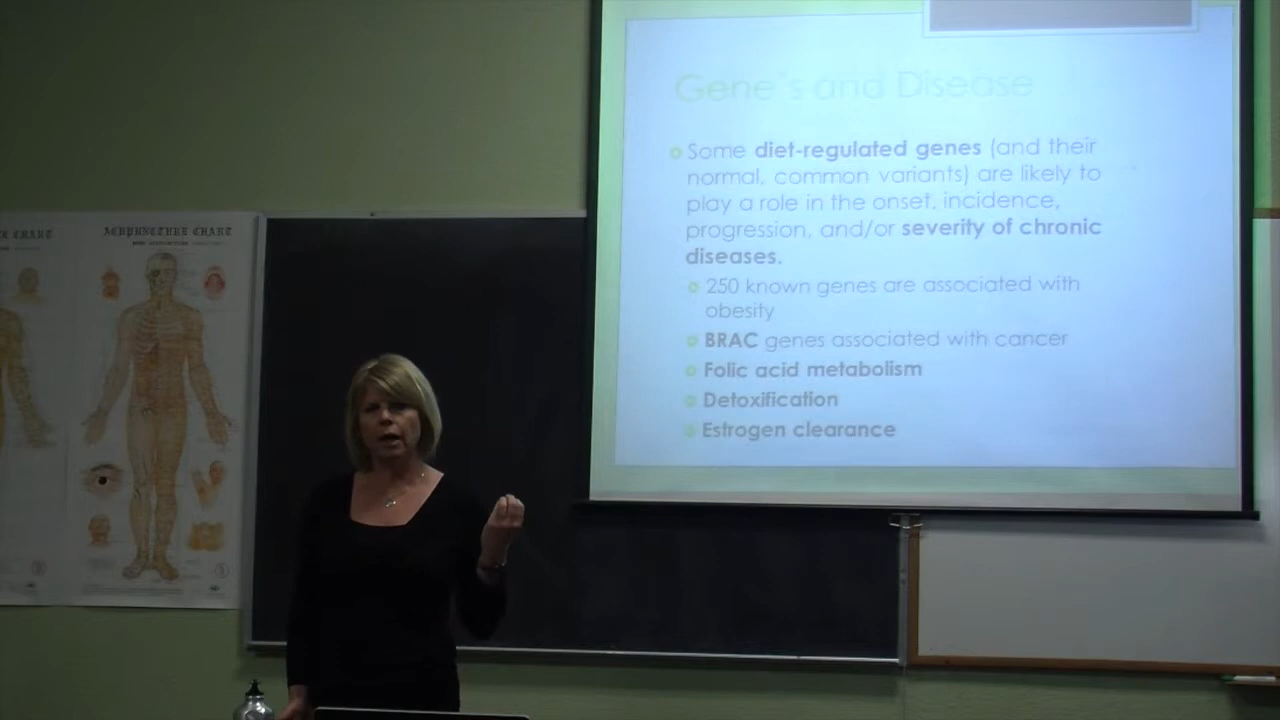 Gene's and Disease
Some diet-regulated genes (and their
normal, common variants) are likely to
play a role in the onset, incidence,
progression, and/or severity of chronic
diseases.
250 known genes are associated with
obesity
BRAC genes associated with cancer
Folic acid metabolism
Detoxification
Estrogen clearance
CHART
ACUPUNCTURE CHART